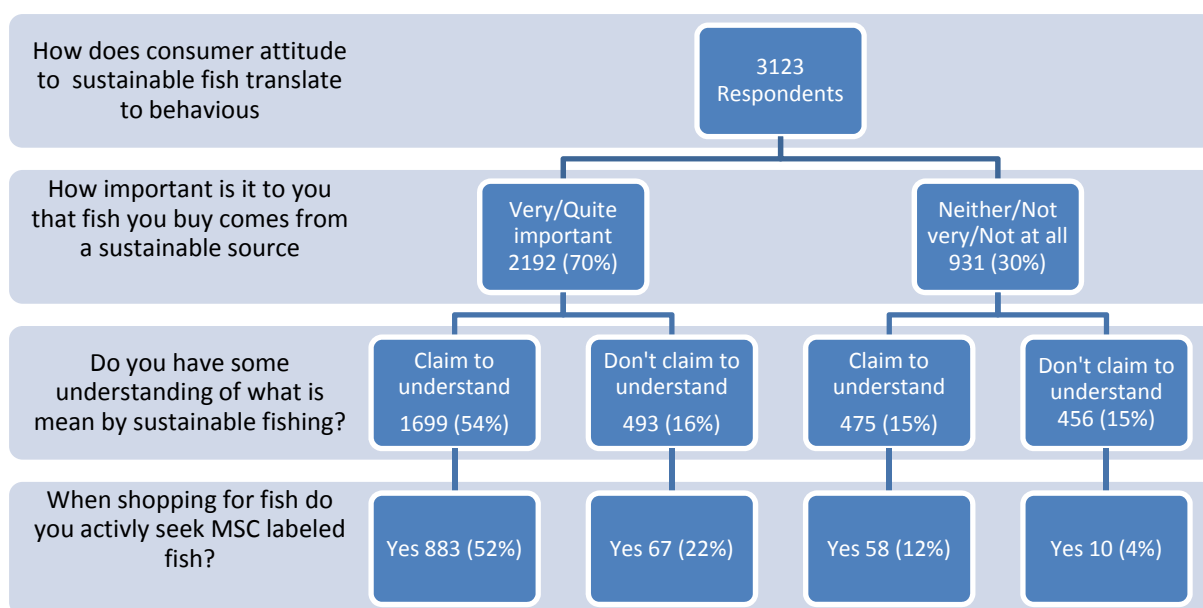 How does consumer attitude
to sustainable fish translate
to behavious
3123
Respondents
How important is it to you
that fish you buy comes from
a sustainable source
Very/Quite
important
2192 (70%)
Neither/Not
very/Not at all
931 (30%)
Do you have some
understanding of what is
mean by sustainable fishing?
Claim to
understand
1699 (54%)
Don't claim to
understand
493 (16%)
Claim to
understand
475 (15%)
Don't claim to
understand
456 (15%)
When shopping for fish do
you activly seek MSC labeled
fish?
Yes 883 (52%)
Yes 67 (22%)
Yes 58 (12%)
Yes 10 (4%)